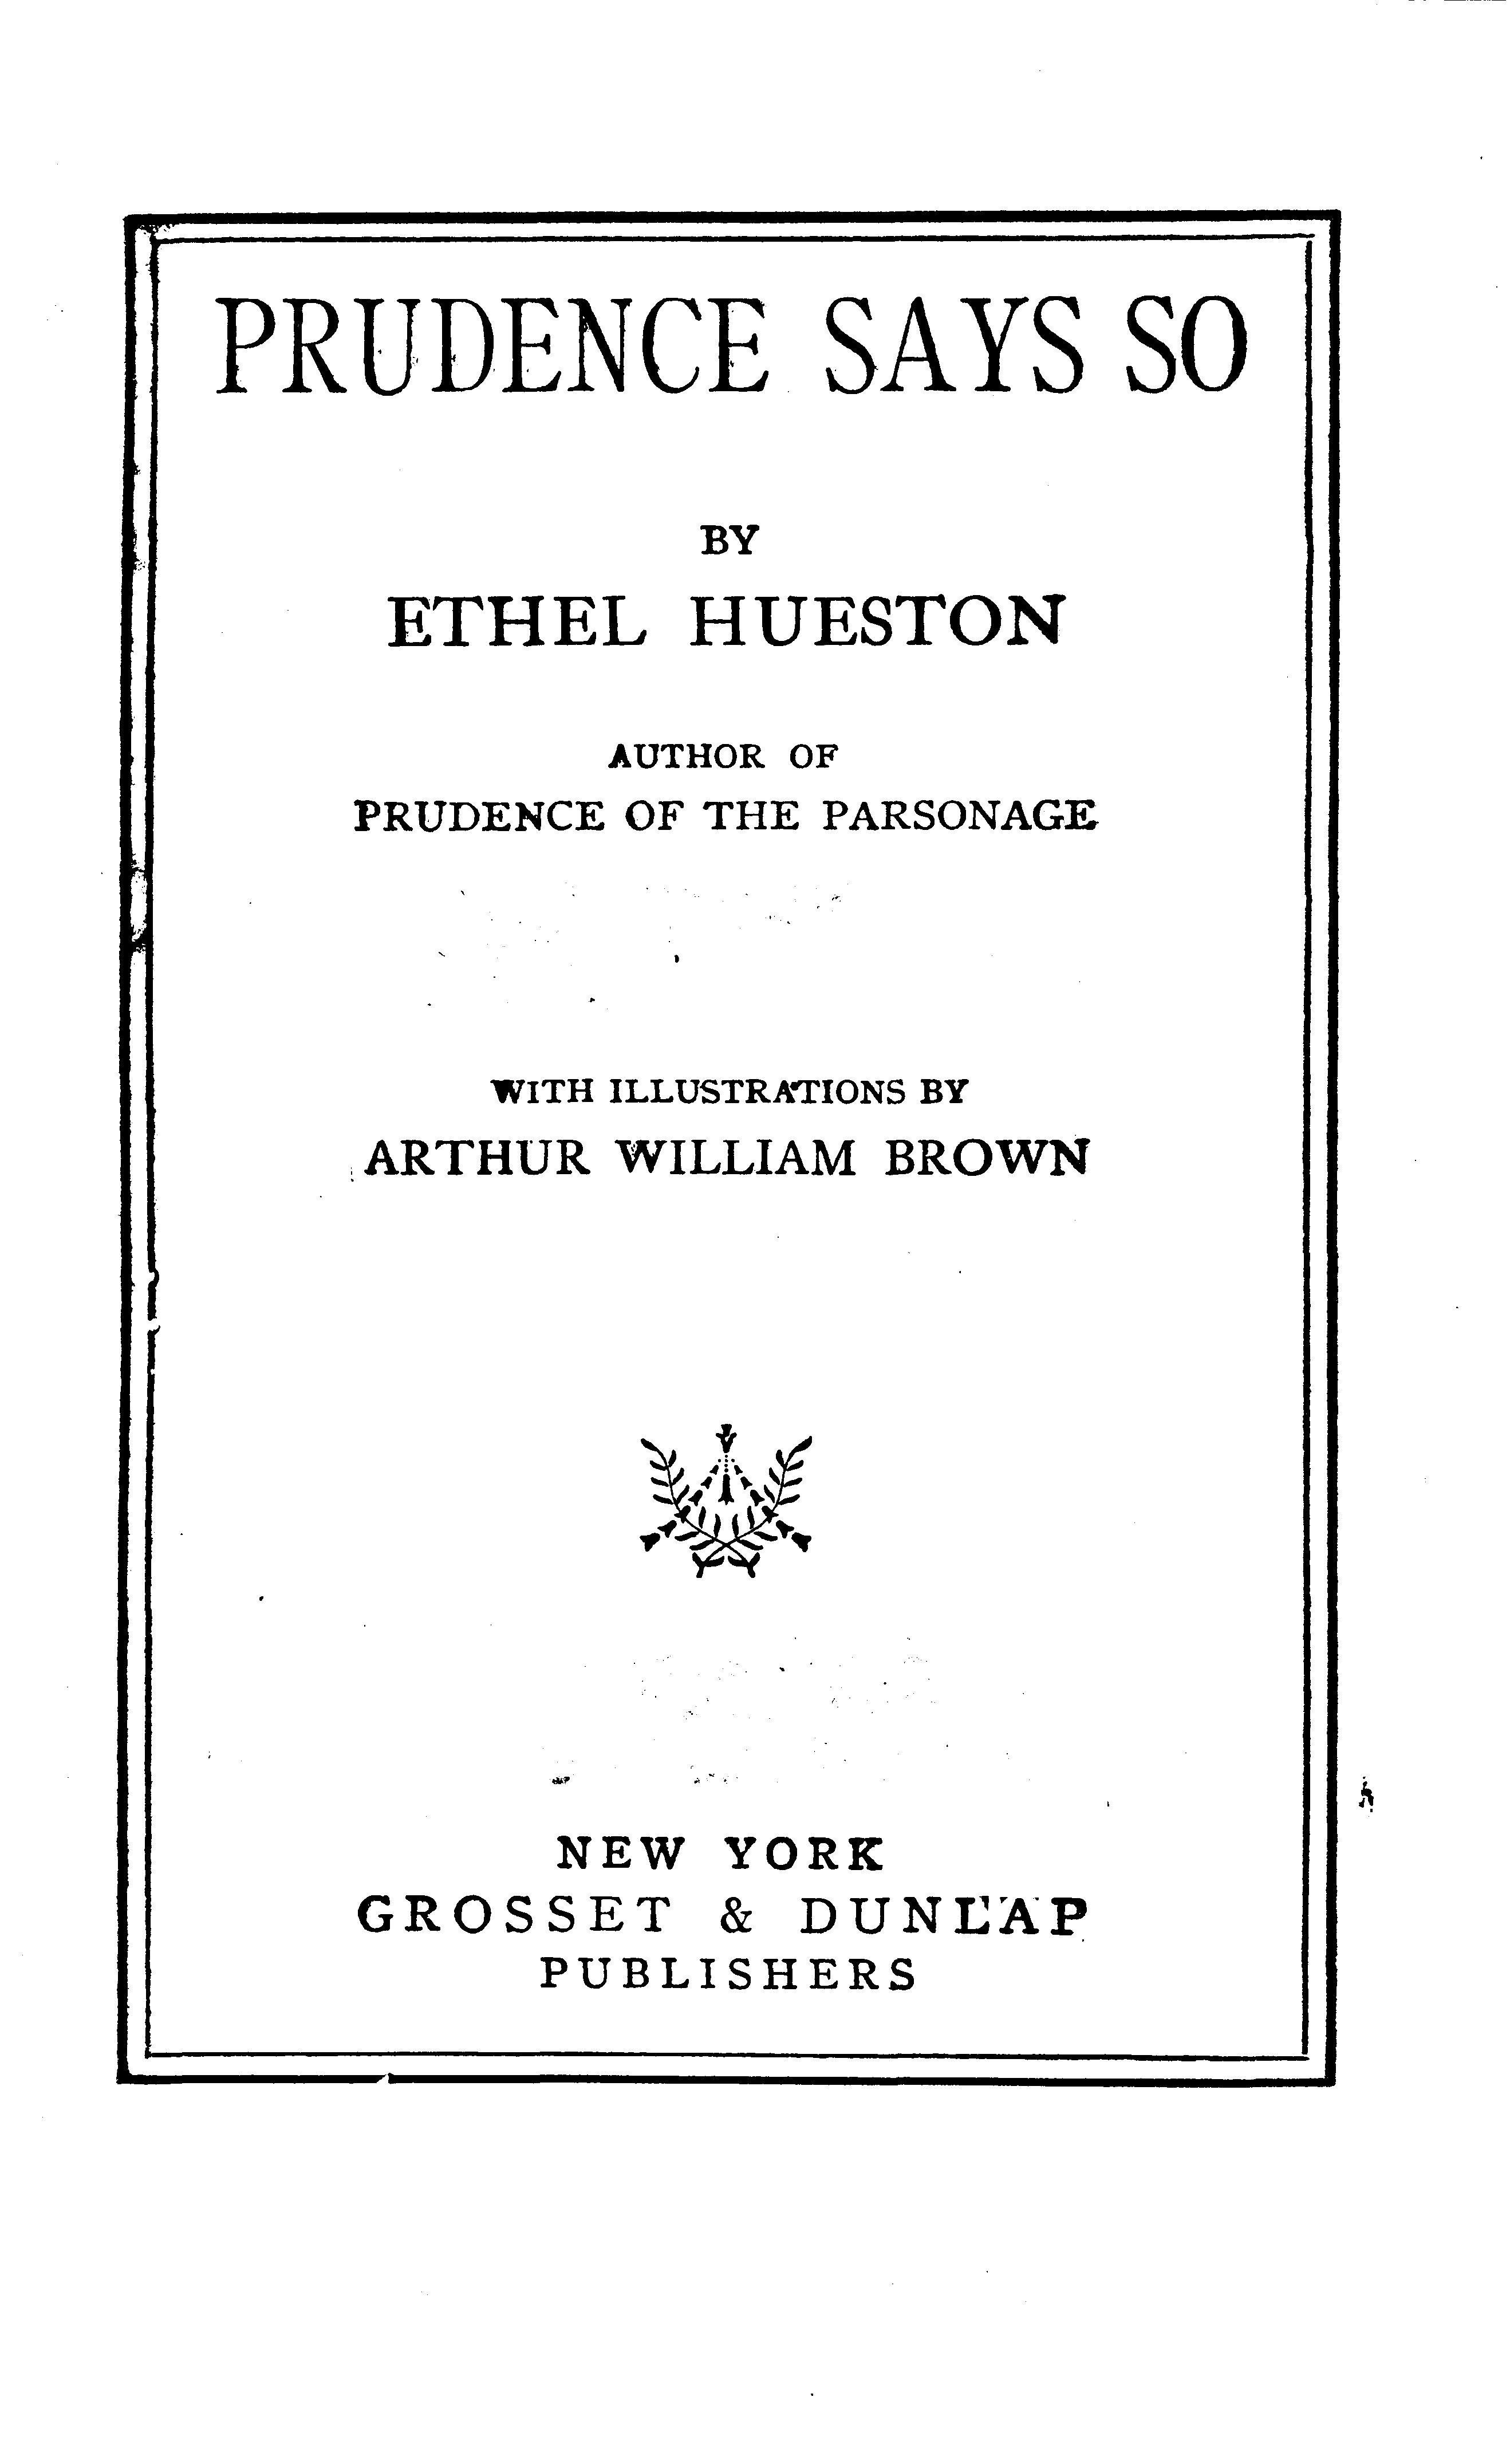 PRUDENCE SAYS SO
BY
ETHEL HUESTON
AUTHOR OF
PRUDENCE OF THE PARSONAGE
WITH ILLUSTRATIONS BY
ARTHUR WILLIAM BROWN
NEW YORK
GROSSET & DUNLAP
PUBLISHERS